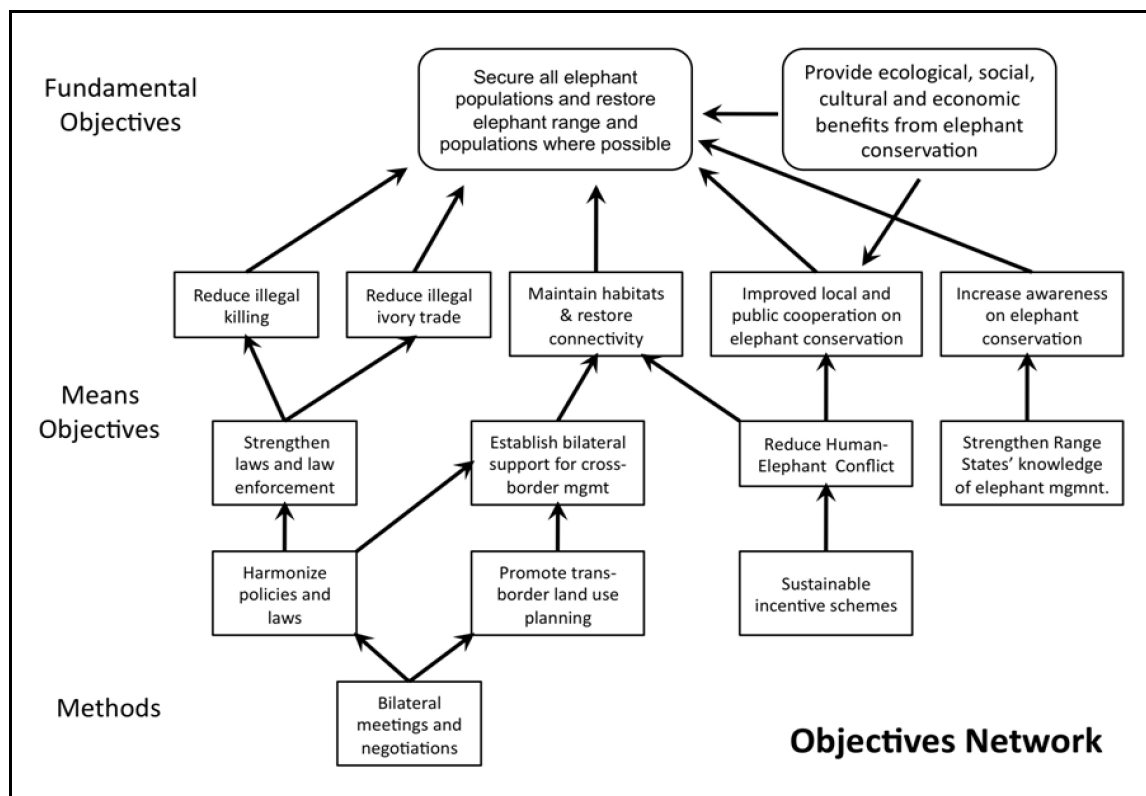 Fundamental
Objectives
Secure all elephant
populations and restore
elephant range and
populations where possible
Provide ecological, social,
cultural and economic
benefits from elephant
conservation
Reduce illegal
killing
Reduce illegal
ivory trade
Maintain habitats
& restore
connectivity
Improved local and
public cooperation on
elephant conservation
Increase awareness
on elephant
conservation
Means
Objectives
Strengthen
laws and law
enforcement
Establish bilateral
support for cross-
border mgmt
Reduce Human-
Elephant Conflict
Strengthen Range
States’ knowledge
of elephant mgmnt.
Harmonize
policies and
laws
Promote trans-
border land use
planning
Sustainable
incentive schemes
Methods
Bilateral
meetings and
negotiations
Objectives Network